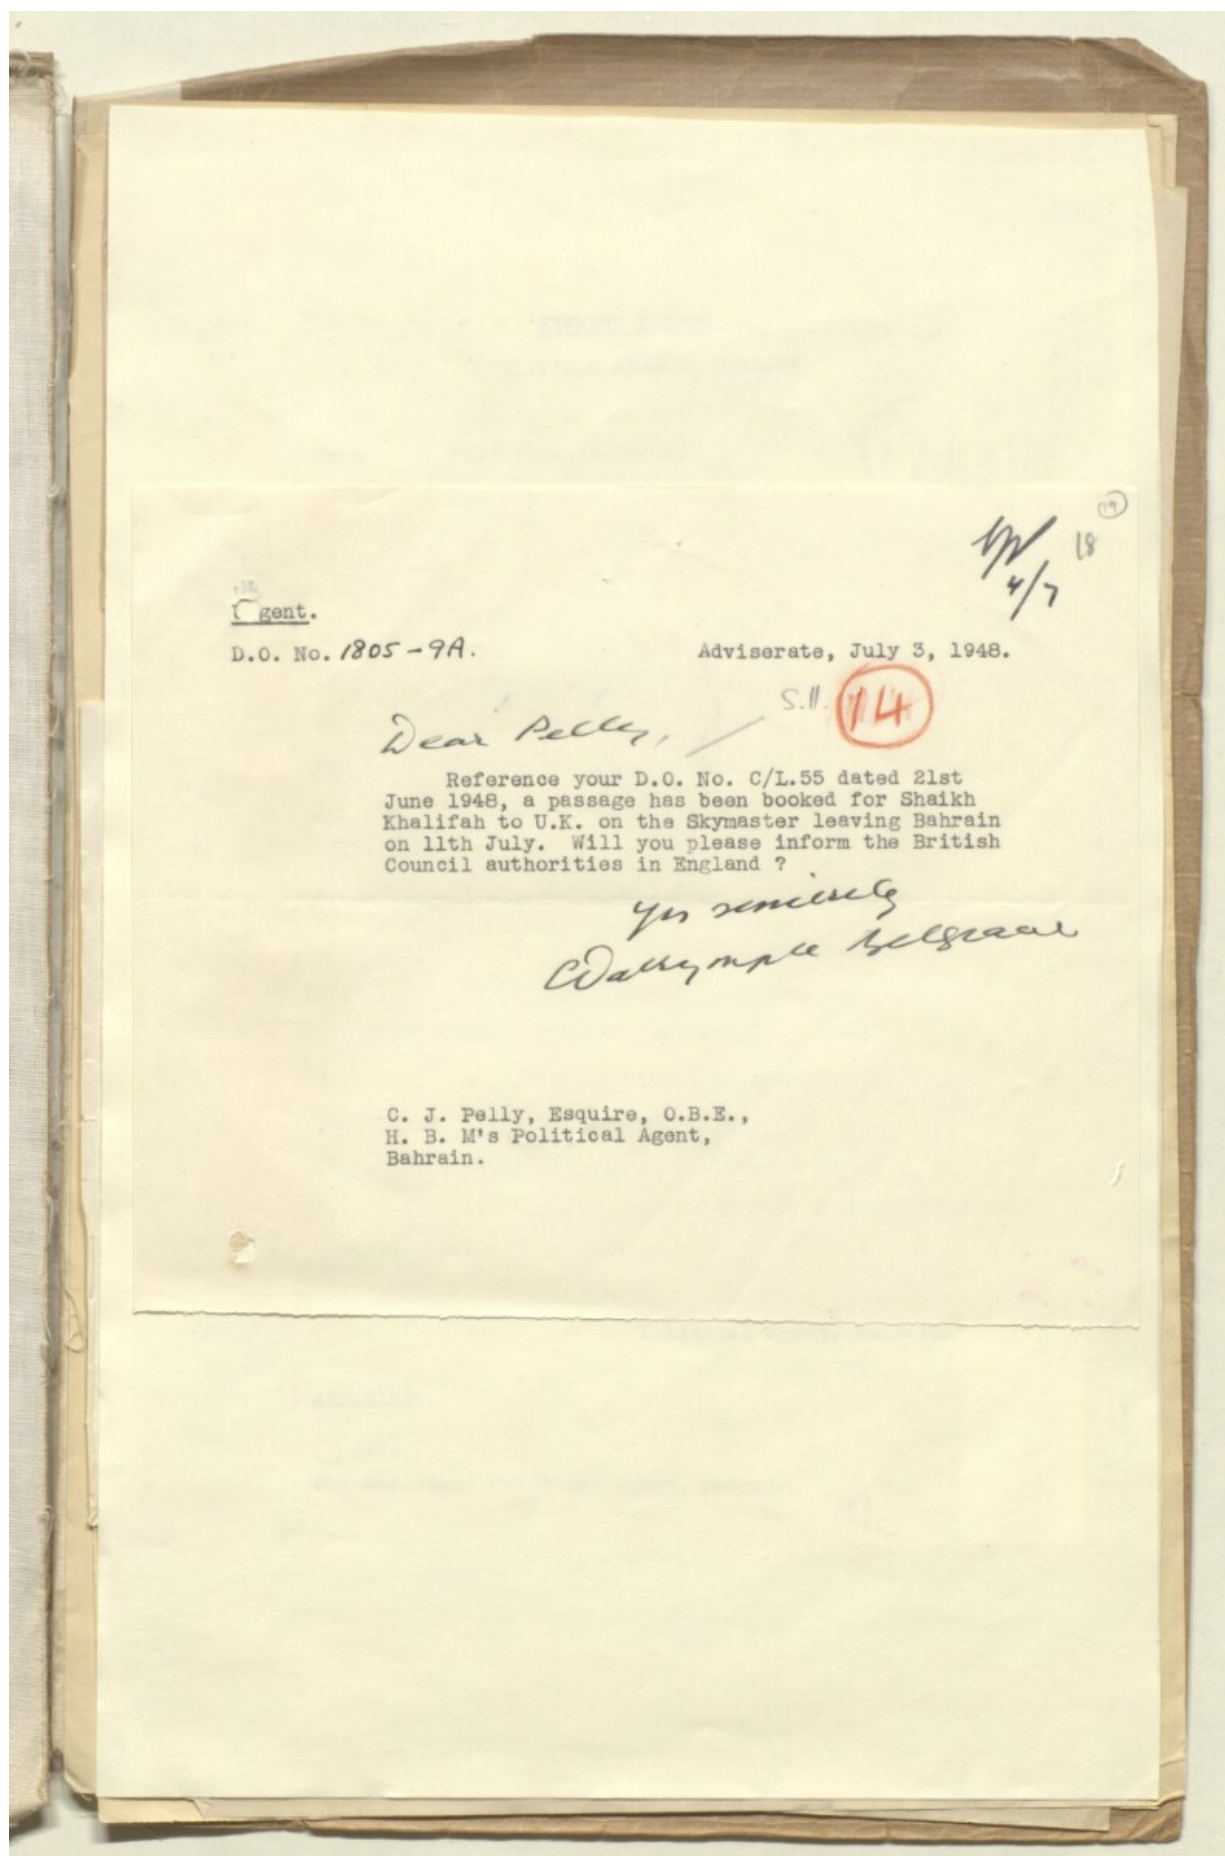 19
18
4/7
gent.
D.O. No. 1805-9A.
Adviserate, July 3, 1948.
S.11.
14
Dear Pelly,
Reference your D.O. No. C/L.55 dated 21st
June 1948, a passage has been booked for Shaikh
Khalifah to U.K. on the Skymaster leaving Bahrain
on 11th July. Will you please inform the British
Council authorities in England ?
Yrs sincerely
CDalrymple Belgrave
C. J. Pelly, Esquire, O.B.E.,
H. B. M's Political Agent,
Bahrain.